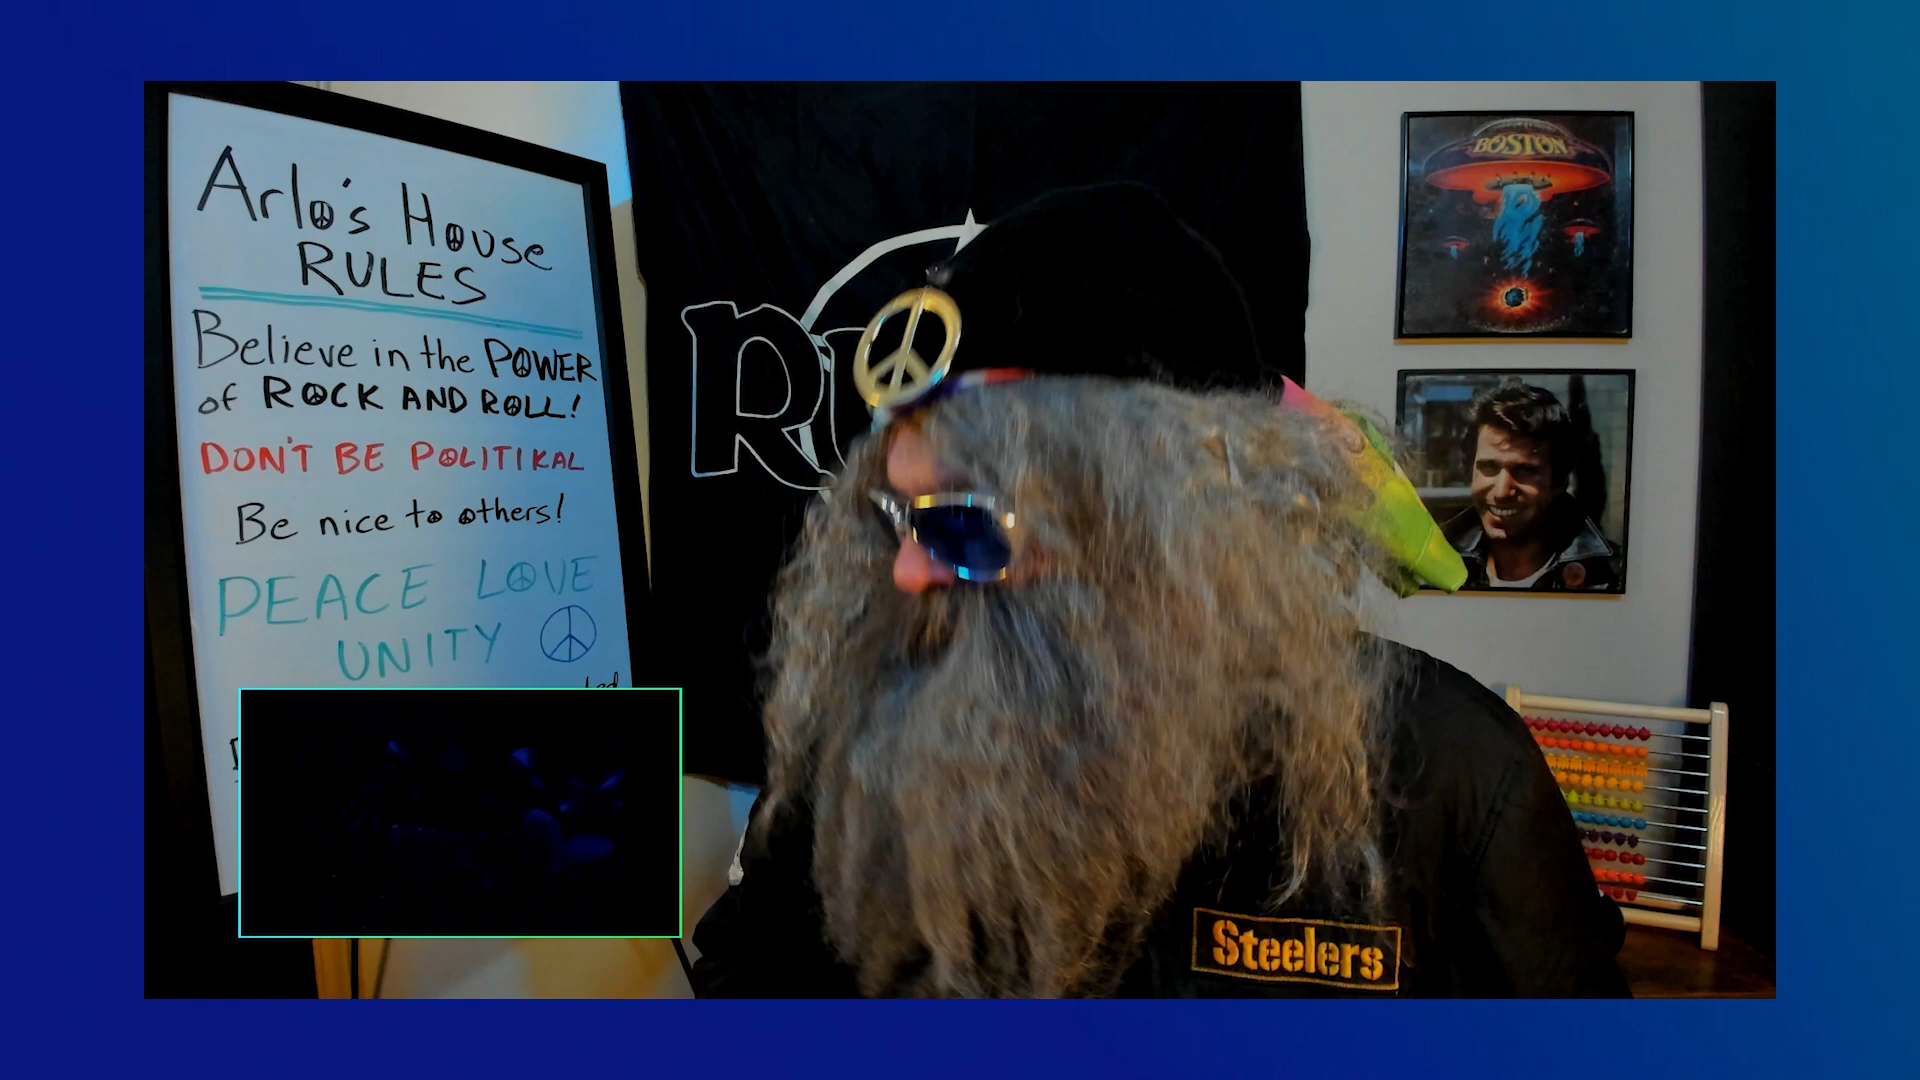 Arlo's House
RULES
Believe in the POWER
of ROCK AND ROLL!
DON'T BE POLITIKAL
Be nice to others!
PEACE LOVE
UNITY
BOSTON
Steelers